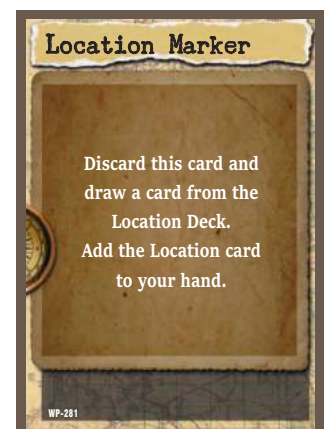 Location Marker
Discard this card and
draw a card from the
Location Deck.
Add the Location card
to your hand.
WP-281